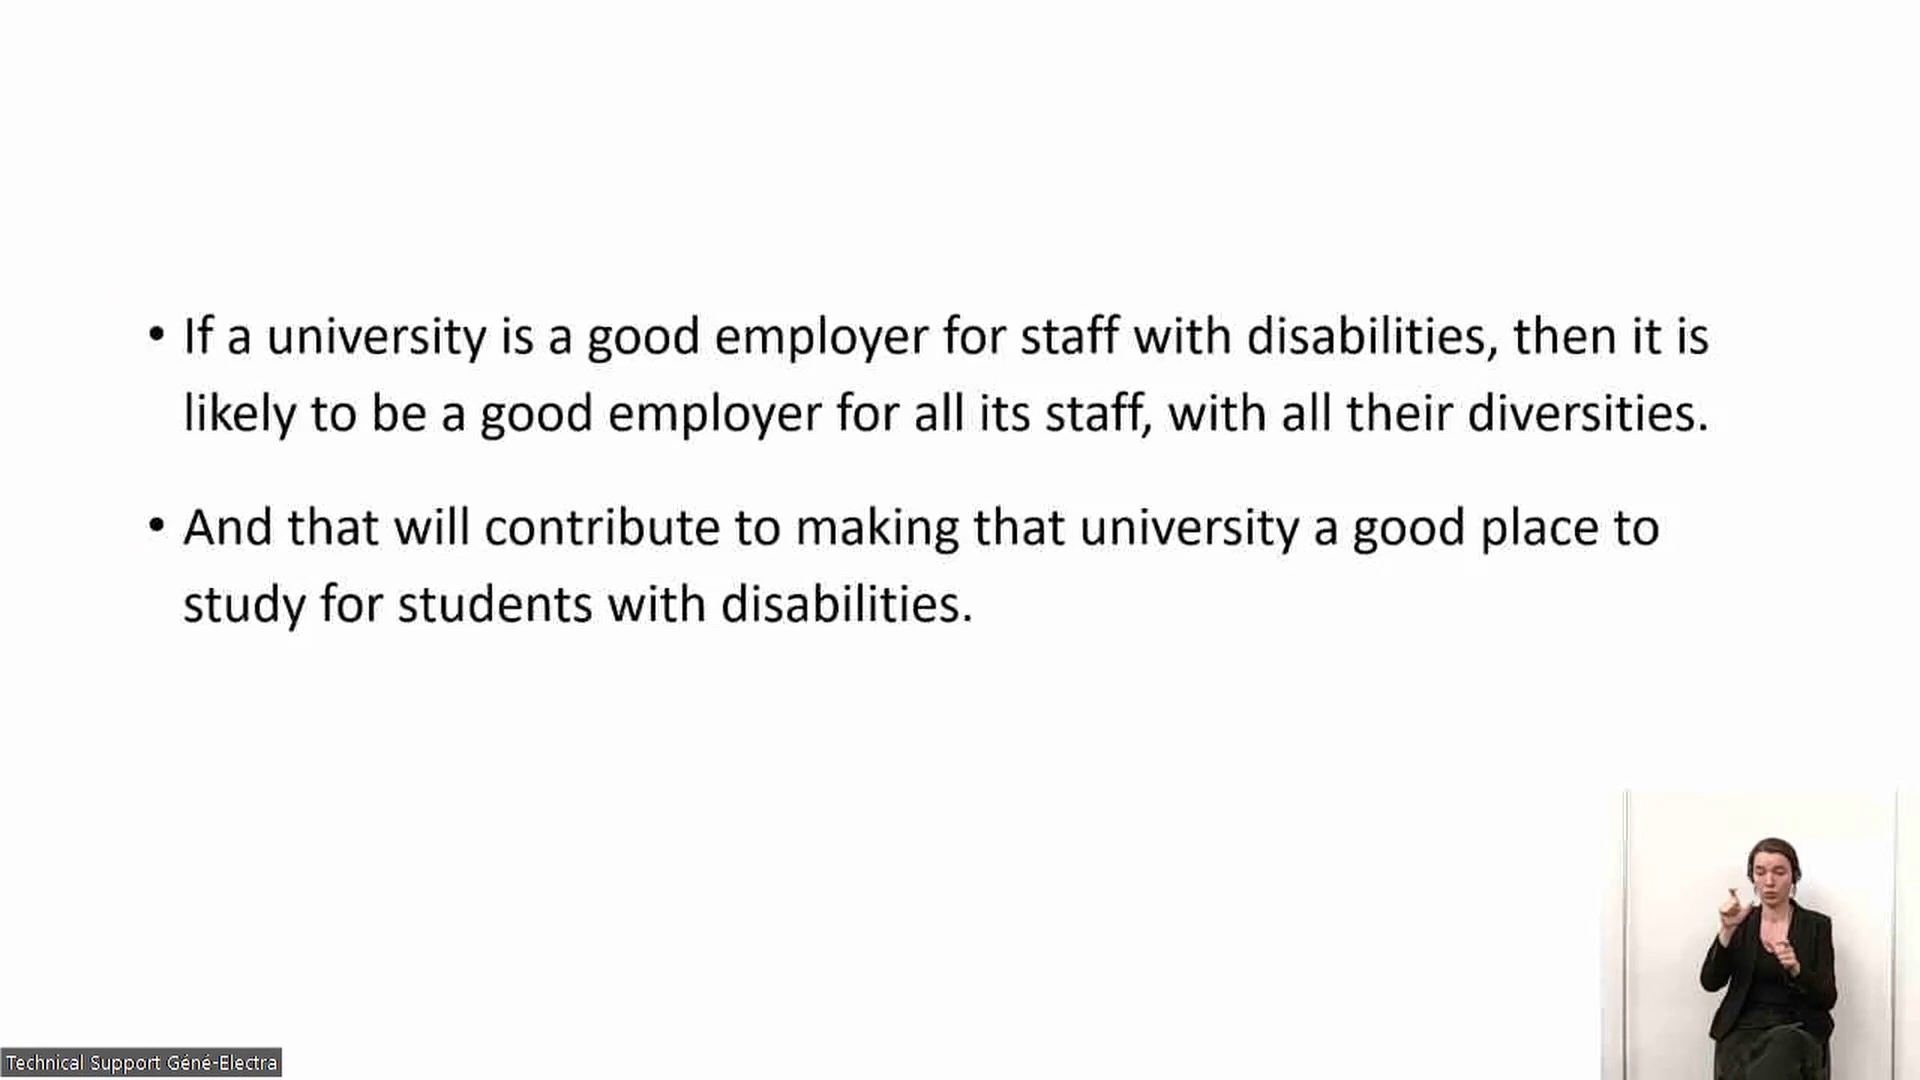 • If a university is a good employer for staff with disabilities, then it is
likely to be a good employer for all its staff, with all their diversities.
• And that will contribute to making that university a good place to
study for students with disabilities.
Technical Support Géné-Electra